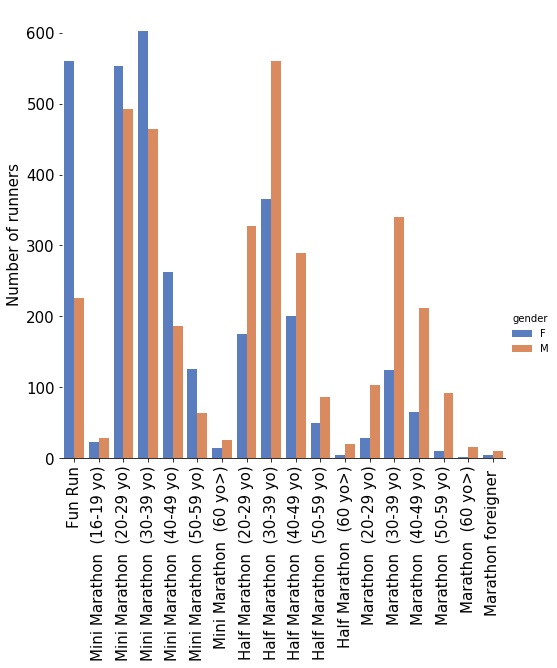 600
500
400
300
200
100
0
Number of runners
gender
F
M
Fun Run
Mini Marathon (16-19 yo)
Mini Marathon (20-29 yo)
Mini Marathon (30-39 yo)
Mini Marathon (40-49 yo)
Mini Marathon (50-59 yo)
Mini Marathon (60 yo>)
Half Marathon (20-29 yo)
Half Marathon (30-39 yo)
Half Marathon (40-49 yo)
Half Marathon (50-59 yo)
Half Marathon (60 yo>)
Marathon (20-29 yo)
Marathon (30-39 yo)
Marathon (40-49 yo)
Marathon (50-59 yo)
Marathon (60 yo>)
Marathon foreigner